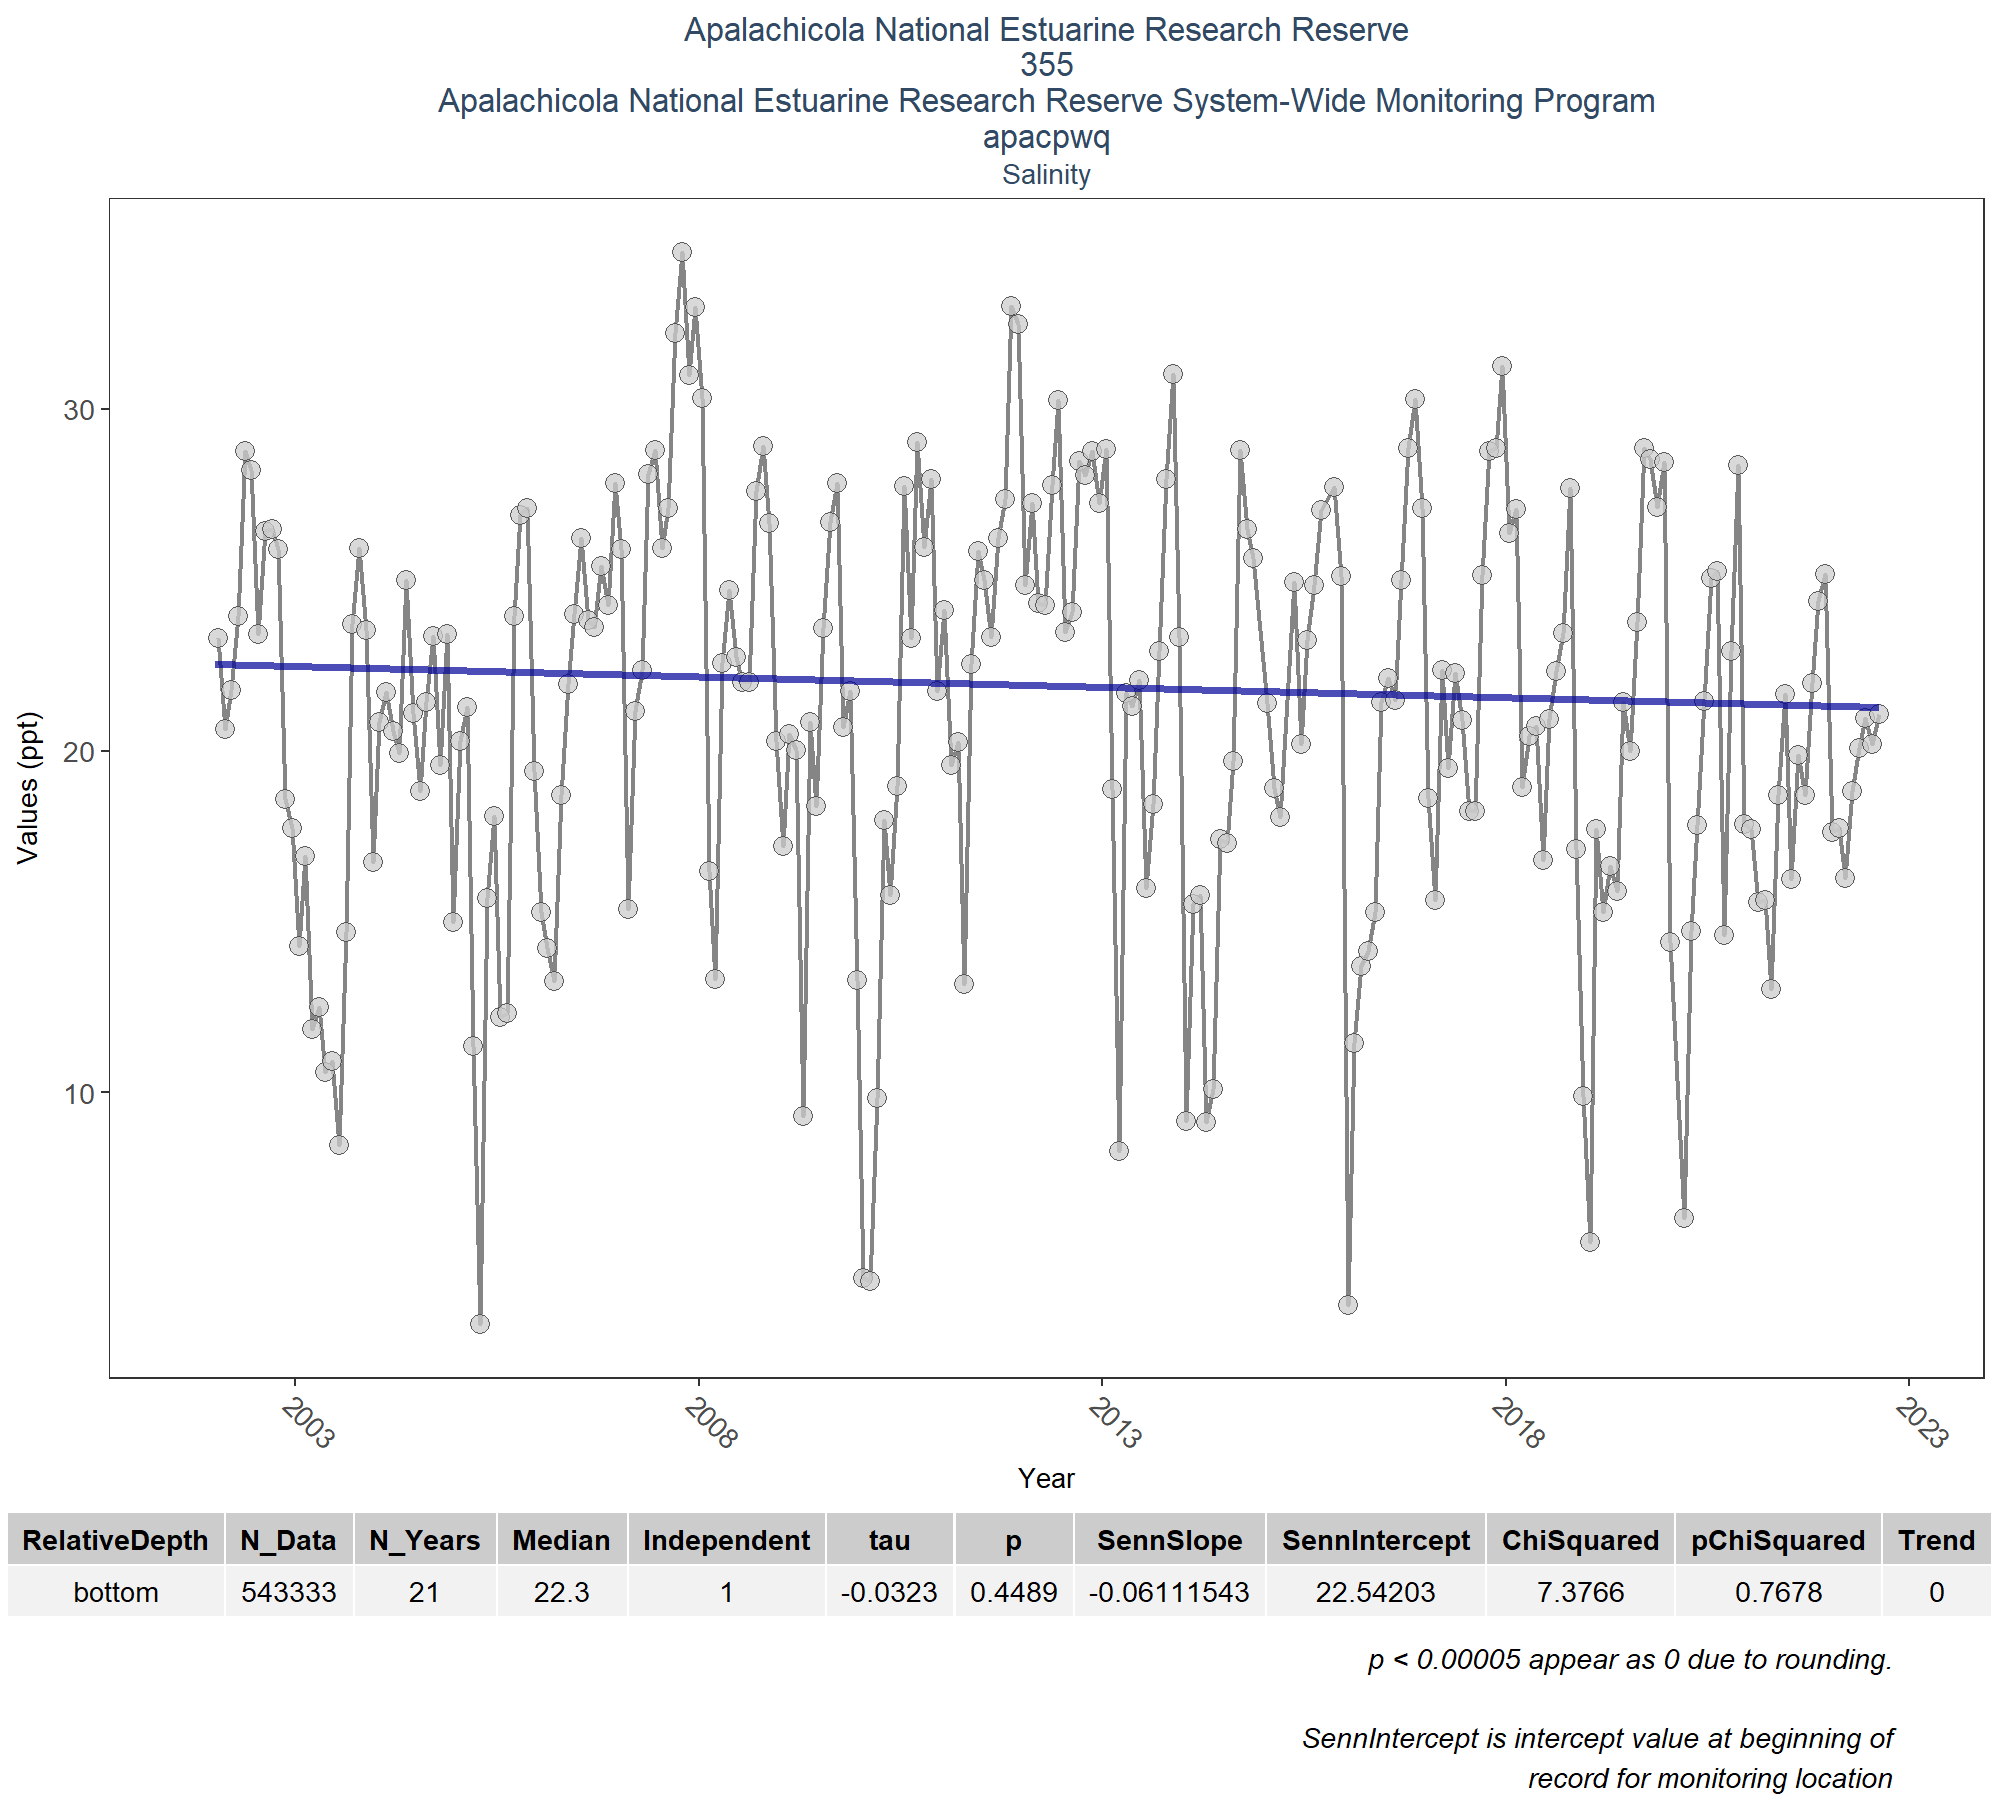 Apalachicola National Estuarine Research Reserve
355
Apalachicola National Estuarine Research Reserve System-Wide Monitoring Program
apacpwq
Salinity
Values (ppt)
30
20
10
2003 2008 2013 2018 2023
Year
RelativeDepth N_Data N_Years Median Independent tau p SennSlope SennIntercept ChiSquared pChiSquared Trend
bottom 543333 21 22.3 1 -0.0323 0.4489 -0.06111543 22.54203 7.3766 0.7678 0
p < 0.00005 appear as 0 due to rounding.
SennIntercept is intercept value at beginning of
record for monitoring location